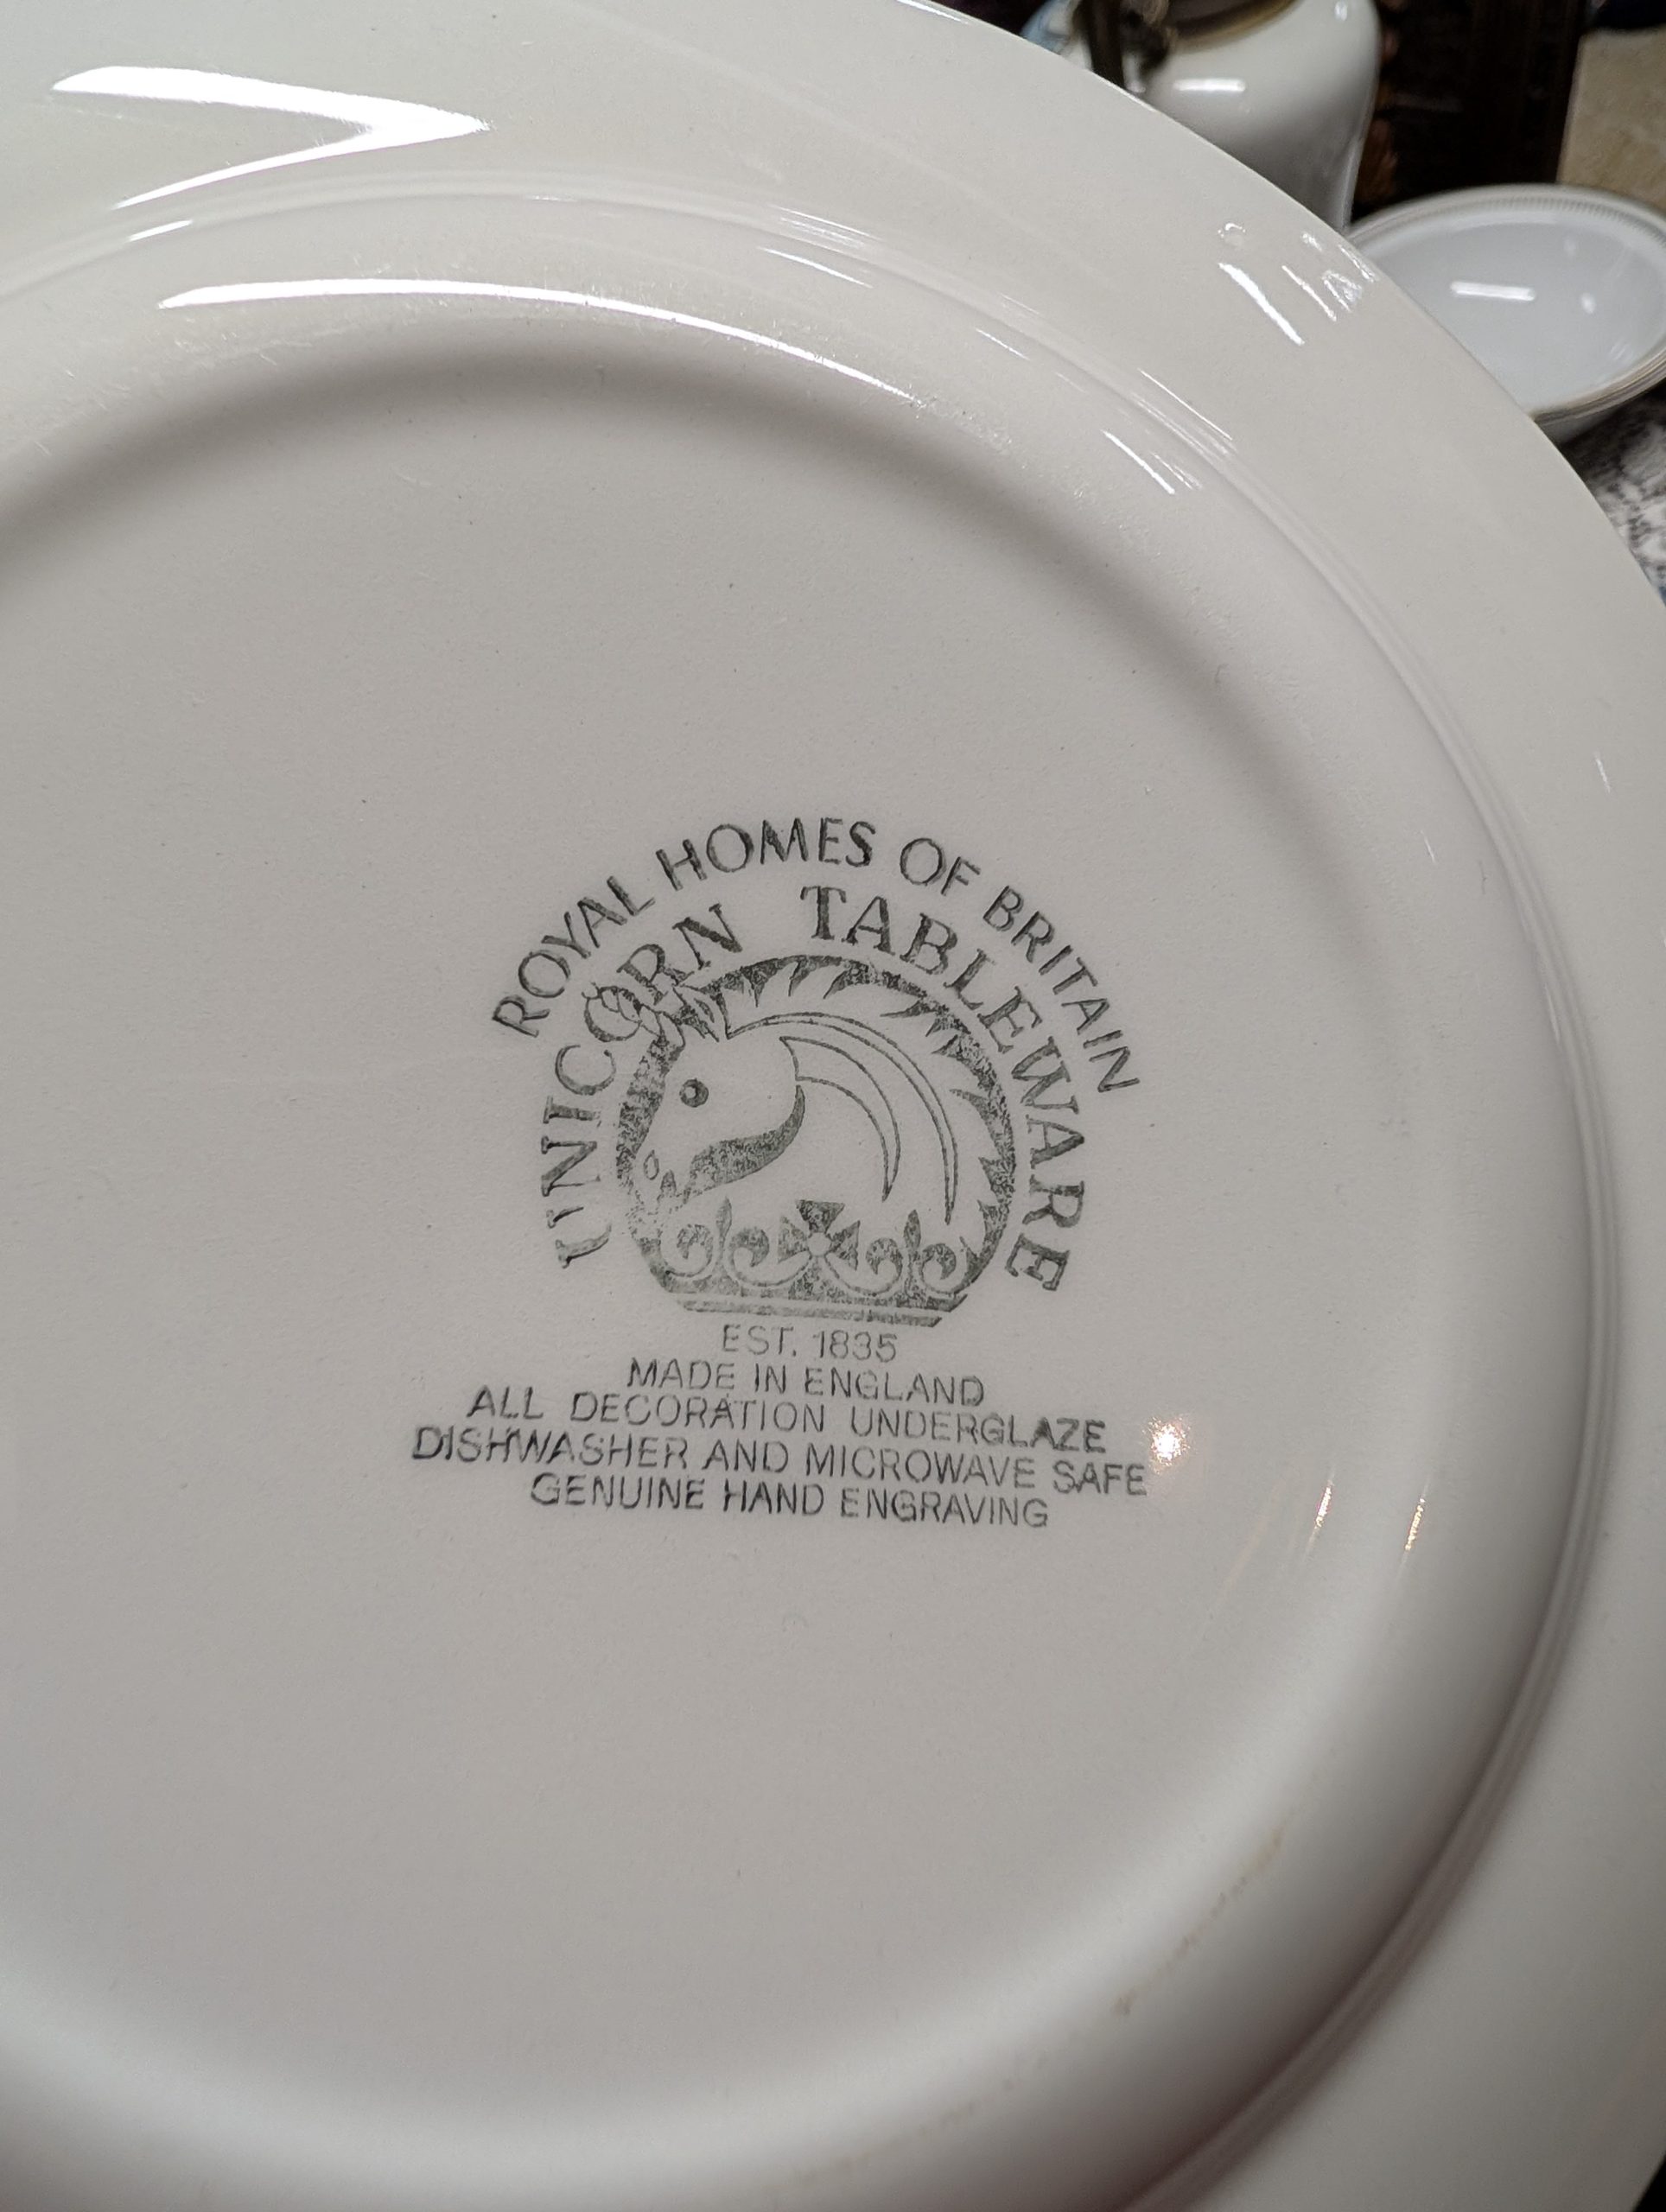 ROYAL HOMES OF BRITAIN
UNICORN TABLEWARE
EST. 1835
MADE IN ENGLAND
ALL DECORATION UNDERGLAZE
DISHWASHER AND MICROWAVE SAFE
GENUINE HAND ENGRAVING